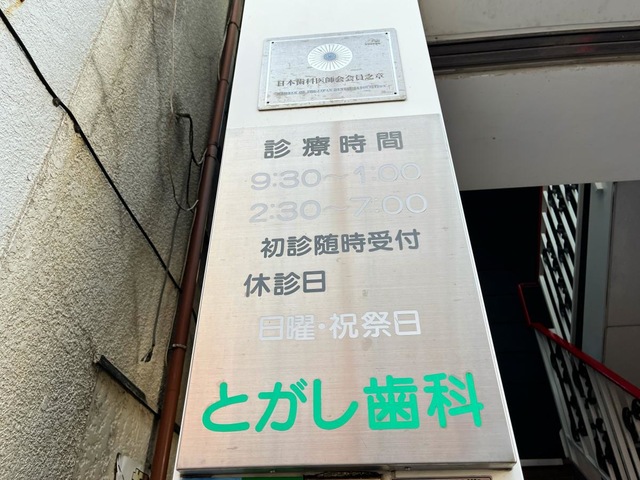 日本歯科医師会会員之章
診療時間
9:30〜1:00
2:30〜7:00
初診随時受付
休診日
日曜・祝祭日
とがし歯科